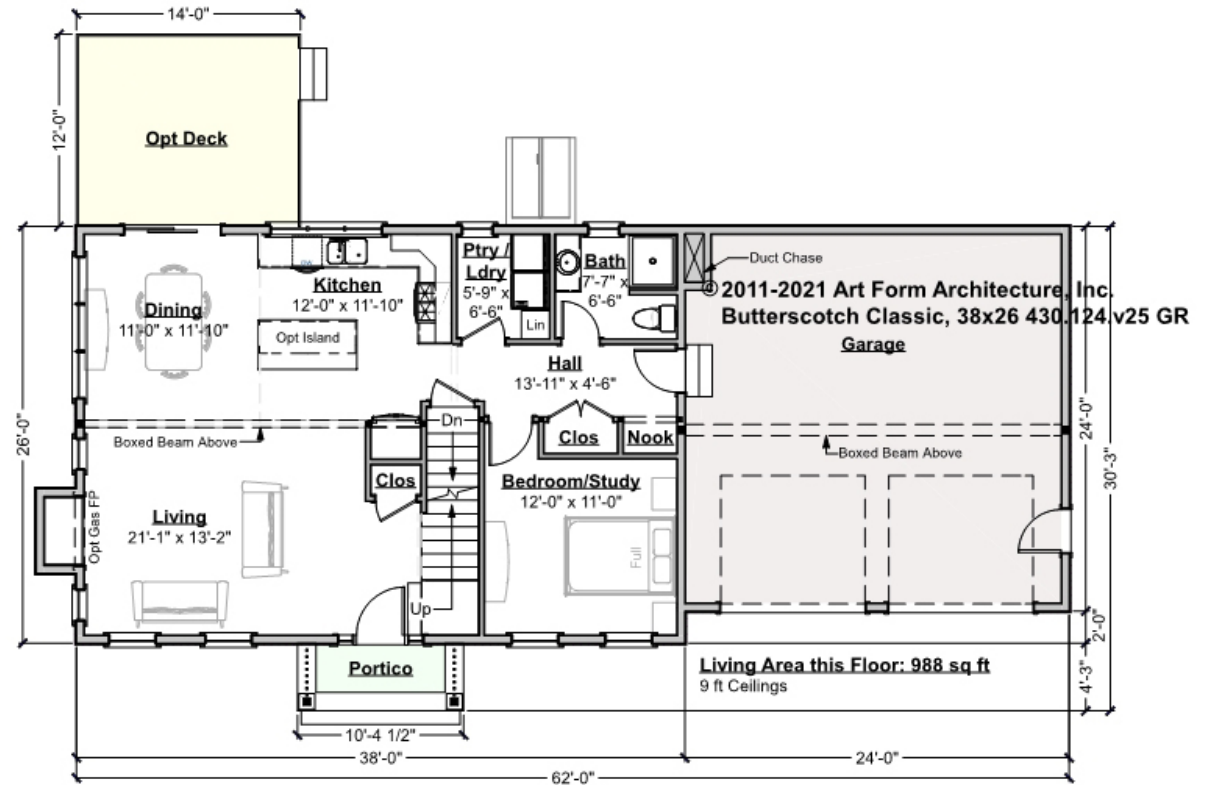 14'-0"
12'-0"
Opt Deck
Ptry /
Ldry
5'-9" x
6'-6"
Lin
Bath
7'-7" x
6'-6"
Duct Chase
DW
Kitchen
12'-0" x 11'-10"
Dining
11'-0" x 11'-10"
Opt Island
©2011-2021 Art Form Architecture, Inc.
Butterscotch Classic, 38x26 430.124.v25 GR
Garage
Hall
13'-11" x 4'-6"
Dn
Clos
Nook
Boxed Beam Above
Boxed Beam Above
26'-0"
24'-0"
30'-3"
Clos
Bedroom/Study
12'-0" x 11'-0"
Opt Gas FP
Living
21'-1" x 13'-2"
Full
Up
2'-0"
Portico
Living Area this Floor: 988 sq ft
9 ft Ceilings
4'-3"
10'-4 1/2"
38'-0"
24'-0"
62'-0"